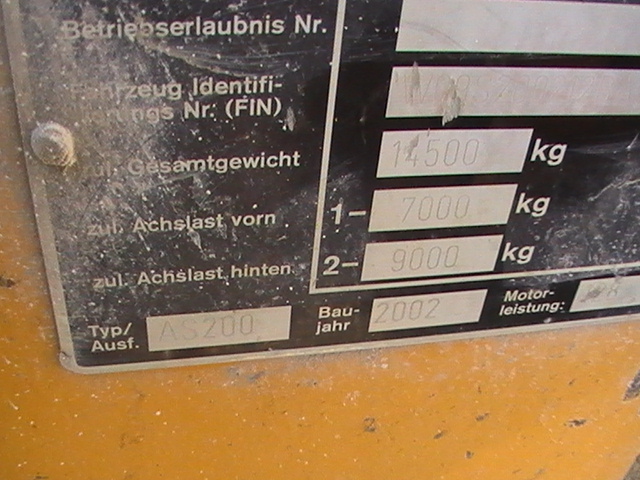 Betriebserlaubnis Nr.
Fahrzeug Identifi-
zierungs Nr. (FIN)
zul. Gesamtgewicht 14500 kg
zul. Achslast vorn 1- 7000 kg
zul. Achslast hinten 2- 9000 kg
Typ/ Ausf. AS200 Bau- jahr 2002 Motor- leistung: